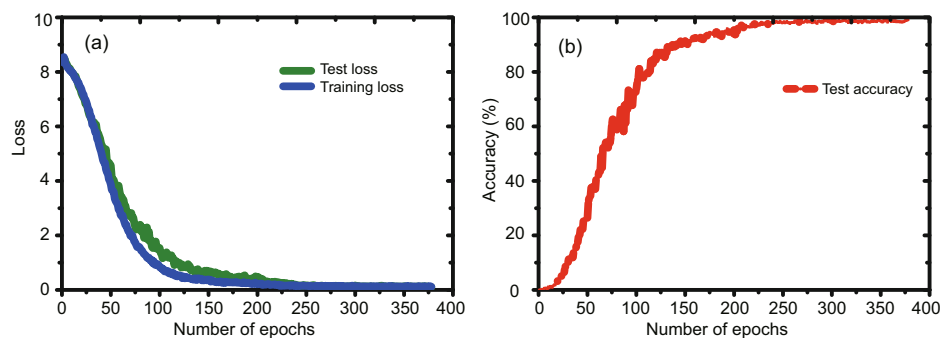 (a)
Test loss
Training loss
Loss
10
8
6
4
2
0
0 50 100 150 200 250 300 350 400
Number of epochs
(b)
Test accuracy
Accuracy (%)
100
80
60
40
20
0
0 50 100 150 200 250 300 350 400
Number of epochs